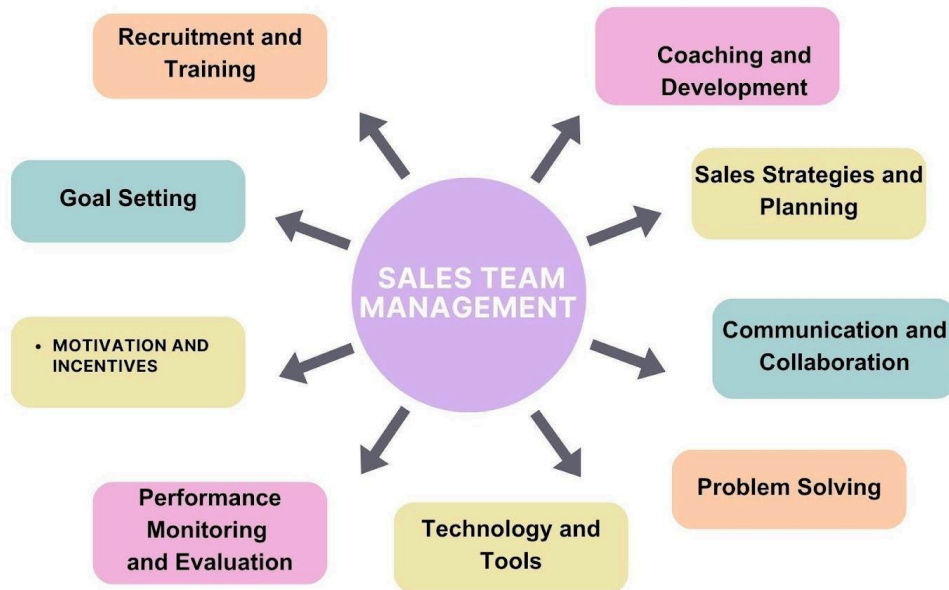 Recruitment and
Training
Coaching and
Development
Goal Setting
Sales Strategies and
Planning
SALES TEAM
MANAGEMENT
• MOTIVATION AND
INCENTIVES
Communication and
Collaboration
Performance
Monitoring
and Evaluation
Technology and
Tools
Problem Solving